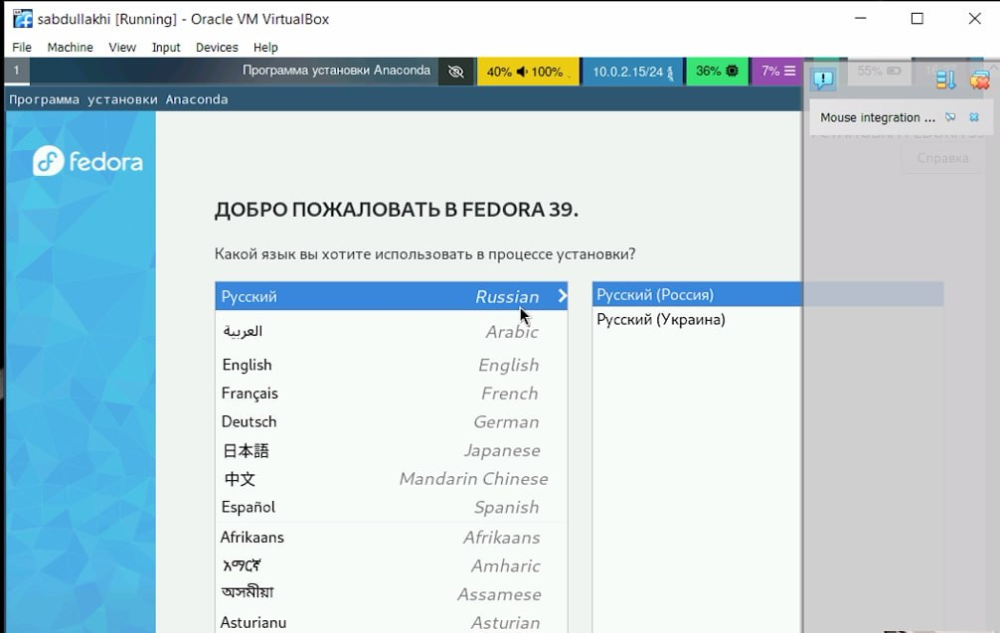 sabdullakhi [Running] - Oracle VM VirtualBox
File Machine View Input Devices Help
1 Программа установки Anaconda 40% 100% 10.0.2.15/24 36% 7% 55%
Программа установки Anaconda
Mouse integration ...
Справка
fedora
ДОБРО ПОЖАЛОВАТЬ В FEDORA 39.
Какой язык вы хотите использовать в процессе установки?
Русский Russian
العربية Arabic
English English
Français French
Deutsch German
日本語 Japanese
中文 Mandarin Chinese
Español Spanish
Afrikaans Afrikaans
አማርኛ Amharic
অসমীয়া Assamese
Asturianu Asturian
Русский (Россия)
Русский (Украина)